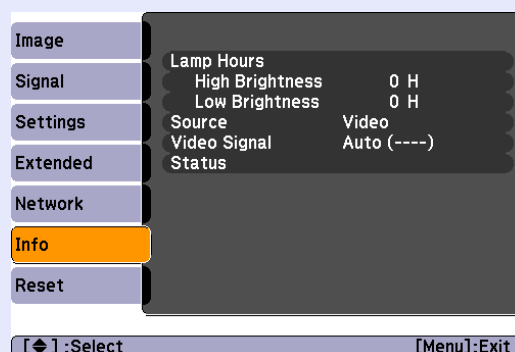 Image
Signal
Settings
Extended
Network
Info
Reset
Lamp Hours
High Brightness 0 H
Low Brightness 0 H
Source Video
Video Signal Auto (----)
Status
[◆] :Select [Menu]:Exit